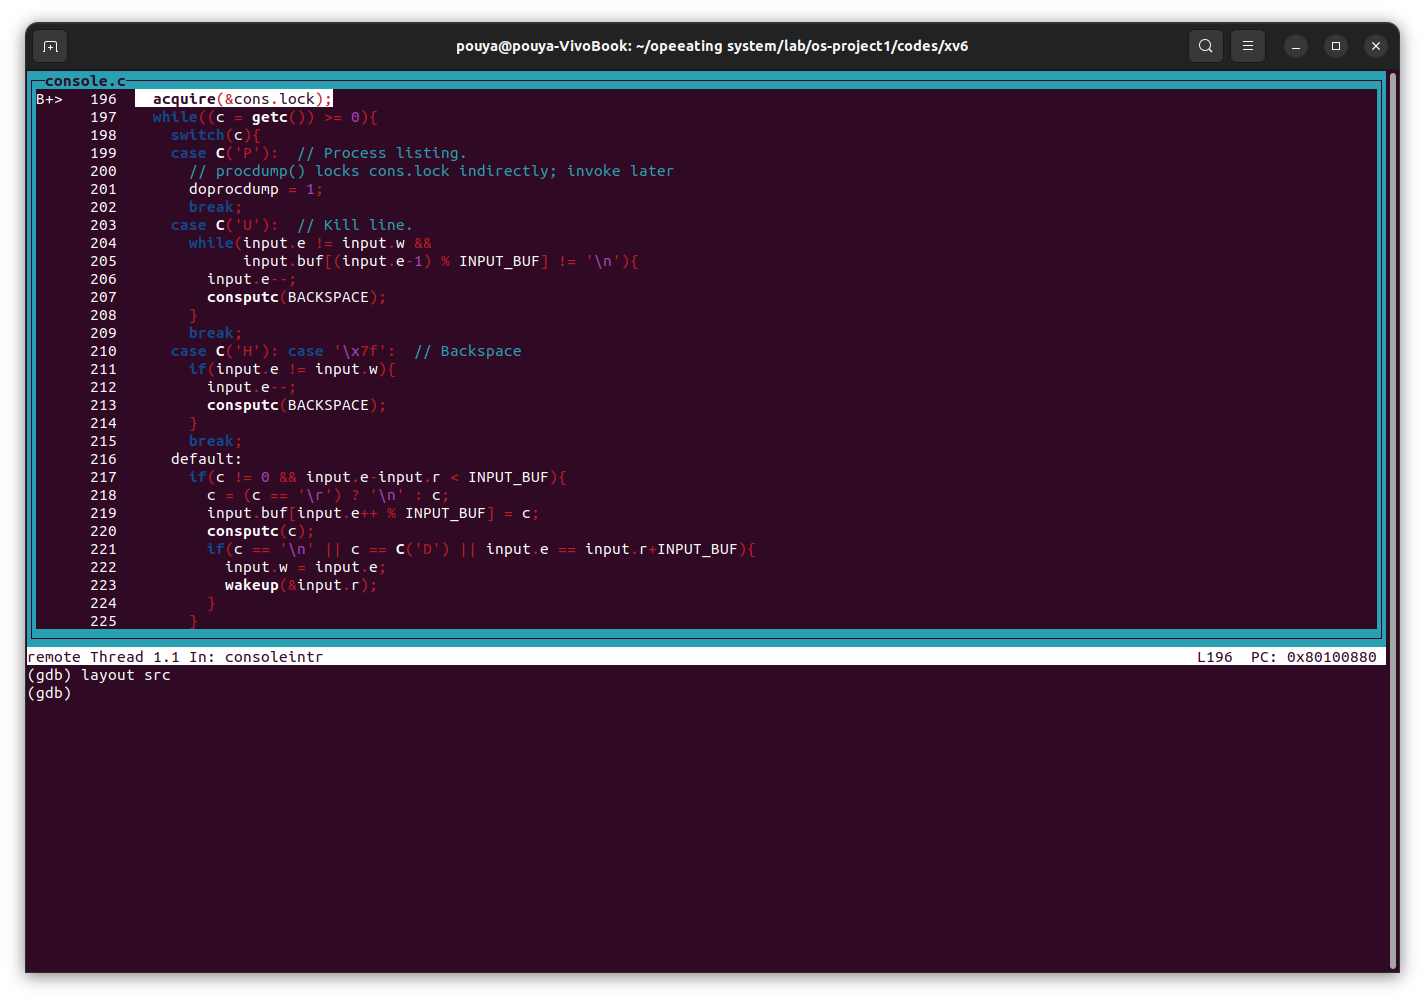 pouya@pouya-VivoBook: ~/opeeating system/lab/os-project1/codes/xv6
console.c
B+>   196    acquire(&cons.lock);
      197    while((c = getc()) >= 0){
      198      switch(c){
      199      case C('P'):  // Process listing.
      200        // procdump() locks cons.lock indirectly; invoke later
      201        doprocdump = 1;
      202        break;
      203      case C('U'):  // Kill line.
      204        while(input.e != input.w &&
      205              input.buf[(input.e-1) % INPUT_BUF] != '\n'){
      206          input.e--;
      207          consputc(BACKSPACE);
      208        }
      209        break;
      210      case C('H'): case '\x7f':  // Backspace
      211        if(input.e != input.w){
      212          input.e--;
      213          consputc(BACKSPACE);
      214        }
      215        break;
      216      default:
      217        if(c != 0 && input.e-input.r < INPUT_BUF){
      218          c = (c == '\r') ? '\n' : c;
      219          input.buf[input.e++ % INPUT_BUF] = c;
      220          consputc(c);
      221          if(c == '\n' || c == C('D') || input.e == input.r+INPUT_BUF){
      222            input.w = input.e;
      223            wakeup(&input.r);
      224          }
      225        }
remote Thread 1.1 In: consoleintr    L196  PC: 0x80100880
(gdb) layout src
(gdb)